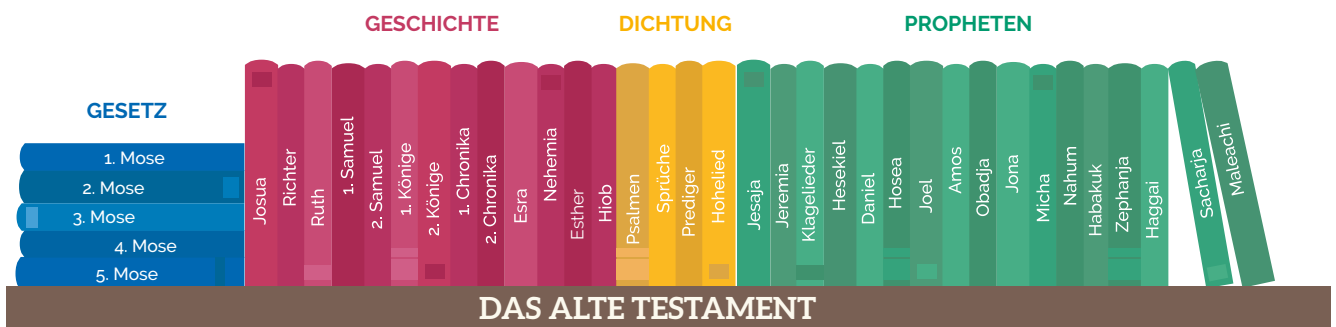 GESCHICHTE
DICHTUNG
PROPHETEN
GESETZ
1. Mose
2. Mose
3. Mose
4. Mose
5. Mose
Josua
Richter
Ruth
1. Samuel
2. Samuel
1. Könige
2. Könige
1. Chronika
2. Chronika
Esra
Nehemia
Esther
Hiob
Psalmen
Sprüche
Prediger
Hohelied
Jesaja
Jeremia
Klagelieder
Hesekiel
Daniel
Hosea
Joel
Amos
Obadja
Jona
Micha
Nahum
Habakuk
Zephanja
Haggai
Sacharja
Maleachi
DAS ALTE TESTAMENT